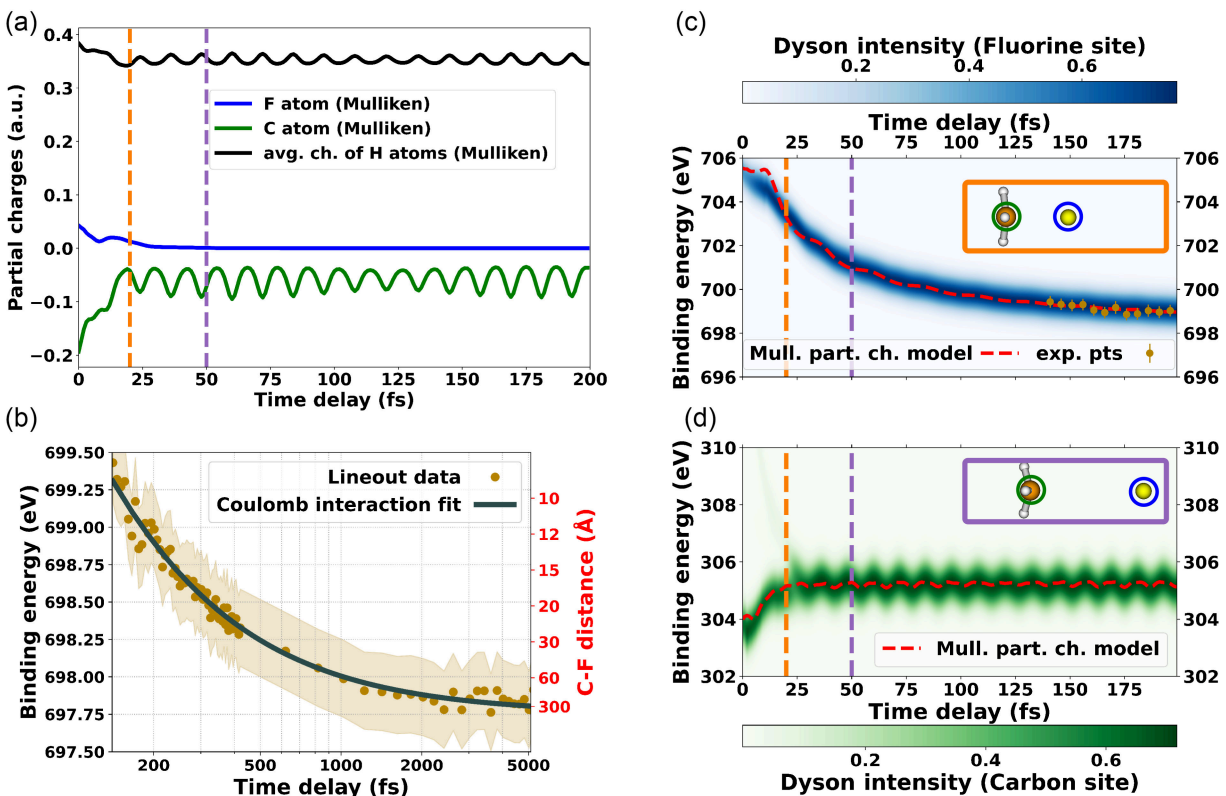 (a)
0.4
0.3
0.2
0.1
0.0
−0.1
−0.2
Partial charges (a.u.)
F atom (Mulliken)
C atom (Mulliken)
avg. ch. of H atoms (Mulliken)
0 25 50 75 100 125 150 175 200
Time delay (fs)
(b)
699.50
699.25
699.00
698.75
698.50
698.25
698.00
697.75
697.50
Binding energy (eV)
Lineout data
Coulomb interaction fit
10
12
15
20
30
60
300
C-F distance (Å)
200 500 1000 2000 5000
Time delay (fs)
(c)
Dyson intensity (Fluorine site)
0.2 0.4 0.6
Time delay (fs)
0 25 50 75 100 125 150 175
706 706
704 704
702 702
700 700
698 698
696 696
Binding energy (eV)
Mull. part. ch. model
exp. pts
(d)
310 310
308 308
306 306
304 304
302 302
Binding energy (eV)
Mull. part. ch. model
0 25 50 75 100 125 150 175
Time delay (fs)
0.2 0.4 0.6
Dyson intensity (Carbon site)